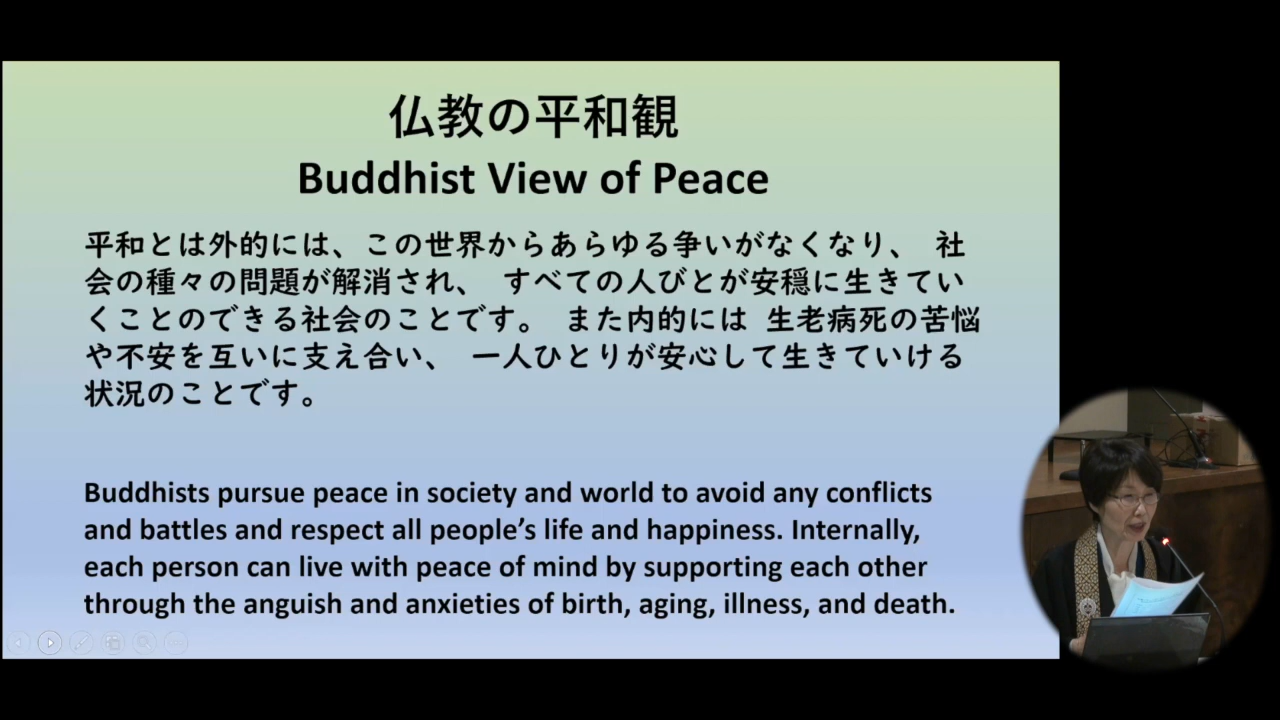 仏教の平和観
Buddhist View of Peace
平和とは外的には、この世界からあらゆる争いがなくなり、 社
会の種々の問題が解消され、 すべての人びとが安穏に生きてい
くことのできる社会のことです。 また内的には 生老病死の苦悩
や不安を互いに支え合い、 一人ひとりが安心して生きていける
状況のことです。
Buddhists pursue peace in society and world to avoid any conflicts
and battles and respect all people’s life and happiness. Internally,
each person can live with peace of mind by supporting each other
through the anguish and anxieties of birth, aging, illness, and death.